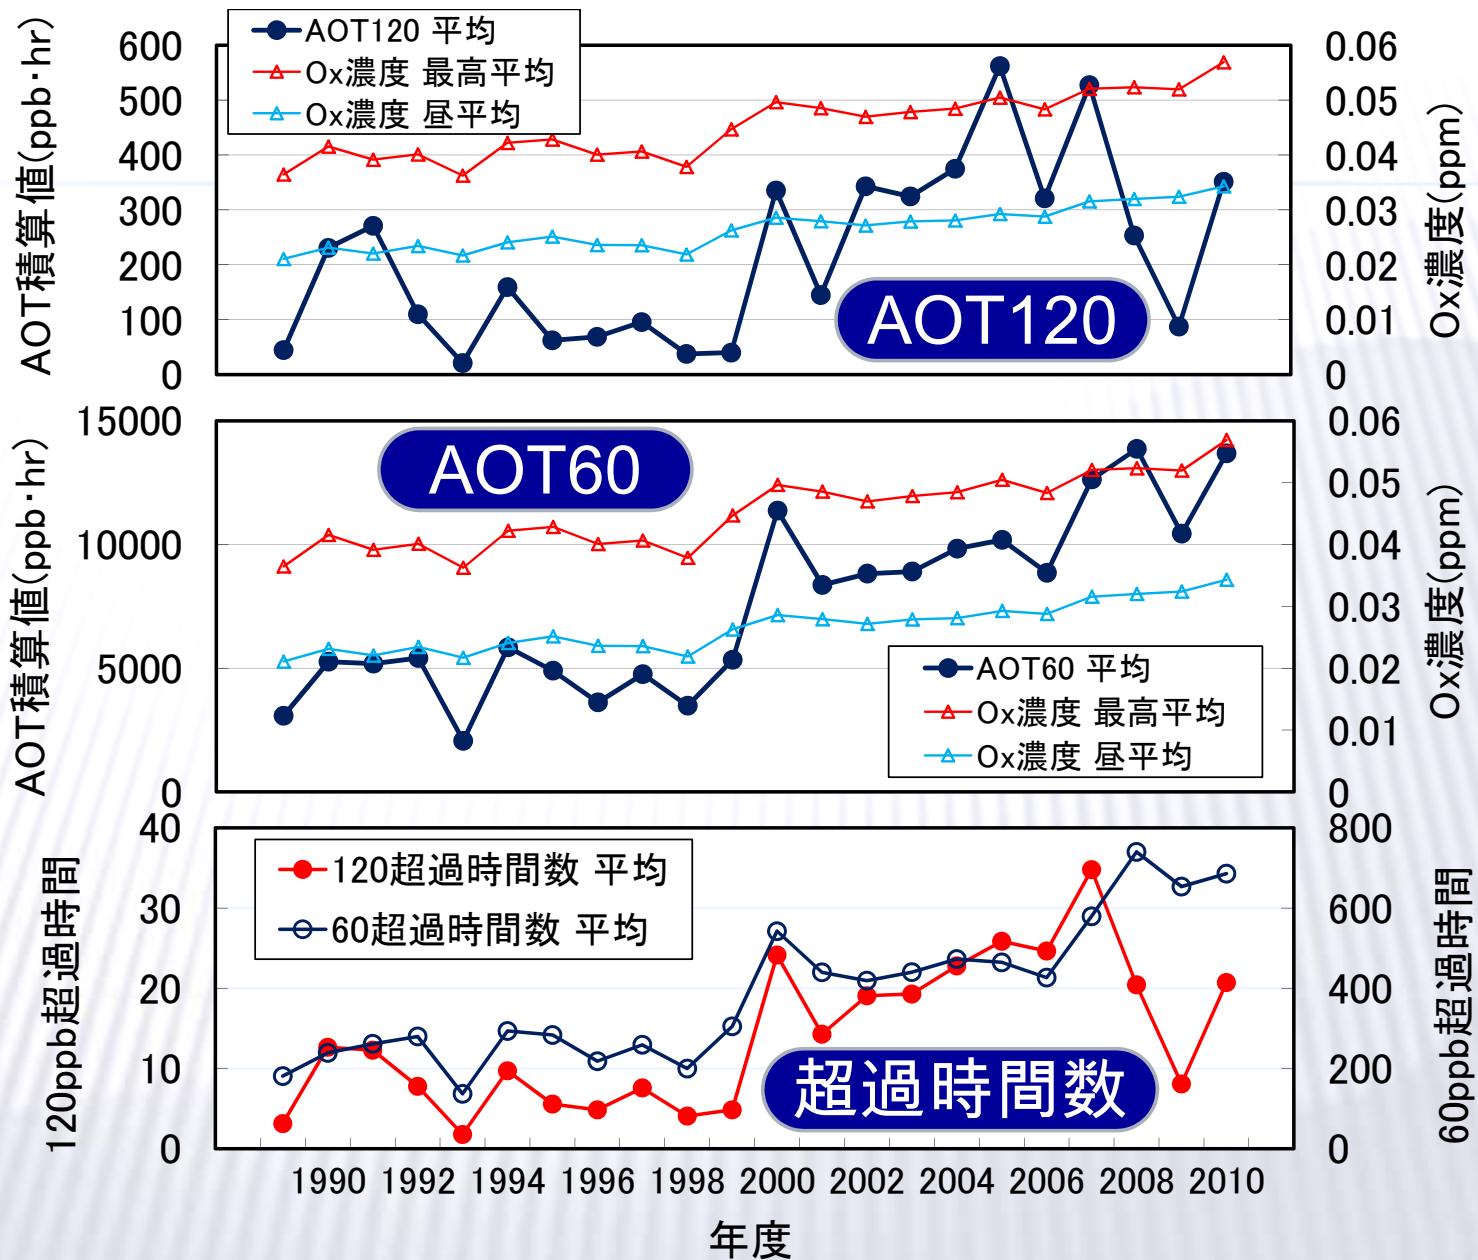 AOT120 平均
Ox濃度 最高平均
Ox濃度 昼平均
AOT積算値(ppb･hr)
600
500
400
300
200
100
0
AOT120
0.06
0.05
0.04
0.03
0.02
0.01
0
Ox濃度(ppm)
AOT積算値(ppb･hr)
15000
10000
5000
0
AOT60
AOT60 平均
Ox濃度 最高平均
Ox濃度 昼平均
0.06
0.05
0.04
0.03
0.02
0.01
0
Ox濃度(ppm)
120ppb超過時間
40
30
20
10
0
120超過時間数 平均
60超過時間数 平均
超過時間数
800
600
400
200
0
60ppb超過時間
1990 1992 1994 1996 1998 2000 2002 2004 2006 2008 2010
年度